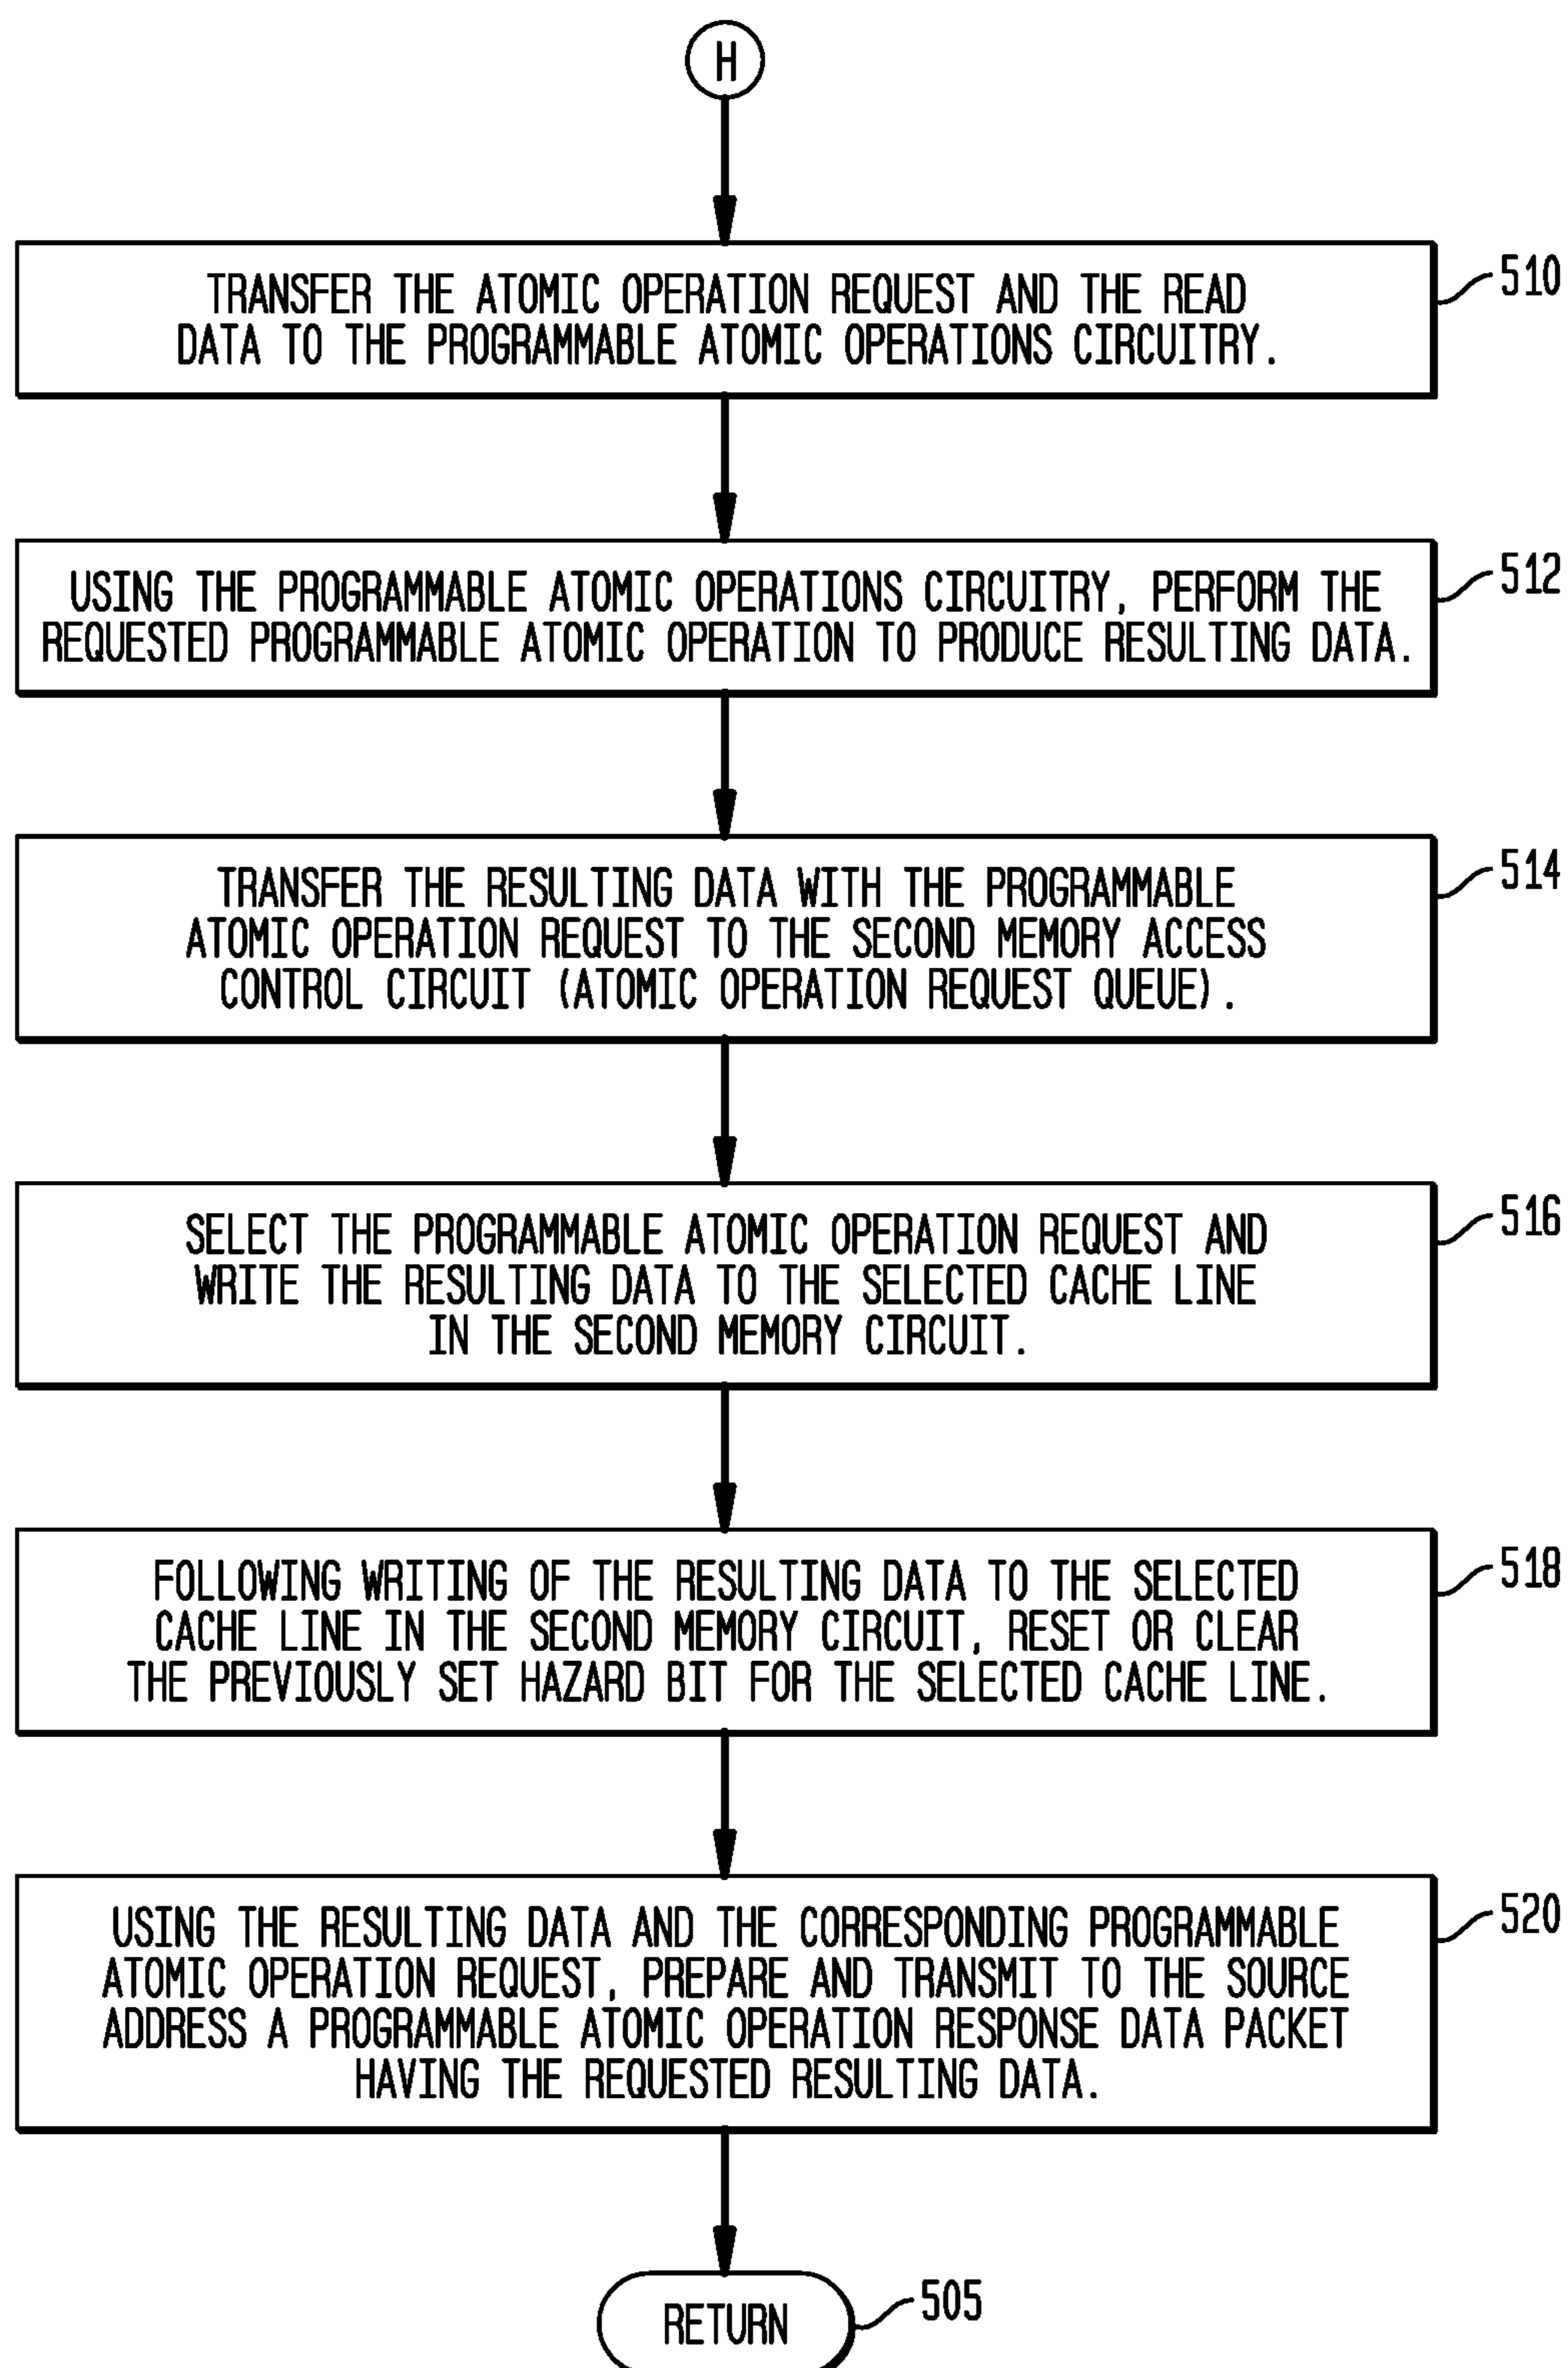 H
TRANSFER THE ATOMIC OPERATION REQUEST AND THE READ
DATA TO THE PROGRAMMABLE ATOMIC OPERATIONS CIRCUITRY.
510
USING THE PROGRAMMABLE ATOMIC OPERATIONS CIRCUITRY, PERFORM THE
REQUESTED PROGRAMMABLE ATOMIC OPERATION TO PRODUCE RESULTING DATA.
512
TRANSFER THE RESULTING DATA WITH THE PROGRAMMABLE
ATOMIC OPERATION REQUEST TO THE SECOND MEMORY ACCESS
CONTROL CIRCUIT (ATOMIC OPERATION REQUEST QUEUE).
514
SELECT THE PROGRAMMABLE ATOMIC OPERATION REQUEST AND
WRITE THE RESULTING DATA TO THE SELECTED CACHE LINE
IN THE SECOND MEMORY CIRCUIT.
516
FOLLOWING WRITING OF THE RESULTING DATA TO THE SELECTED
CACHE LINE IN THE SECOND MEMORY CIRCUIT, RESET OR CLEAR
THE PREVIOUSLY SET HAZARD BIT FOR THE SELECTED CACHE LINE.
518
USING THE RESULTING DATA AND THE CORRESPONDING PROGRAMMABLE
ATOMIC OPERATION REQUEST, PREPARE AND TRANSMIT TO THE SOURCE
ADDRESS A PROGRAMMABLE ATOMIC OPERATION RESPONSE DATA PACKET
HAVING THE REQUESTED RESULTING DATA.
520
RETURN
505